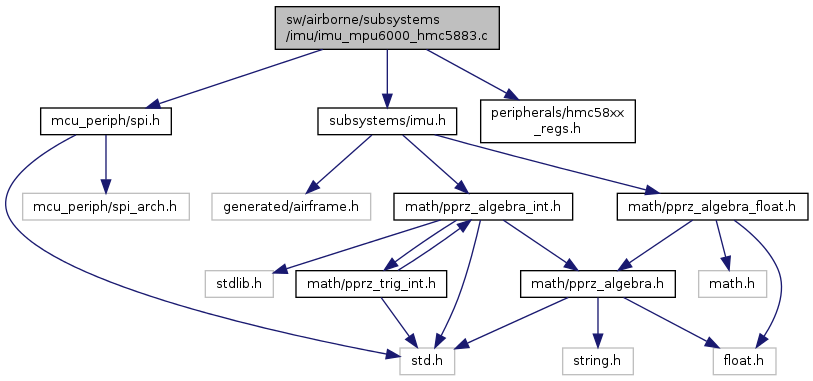 sw/airborne/subsystems
/imu/imu_mpu6000_hmc5883.c
mcu_periph/spi.h
subsystems/imu.h
peripherals/hmc58xx
_regs.h
mcu_periph/spi_arch.h
generated/airframe.h
math/pprz_algebra_int.h
math/pprz_algebra_float.h
stdlib.h
math/pprz_trig_int.h
math/pprz_algebra.h
math.h
std.h
string.h
float.h